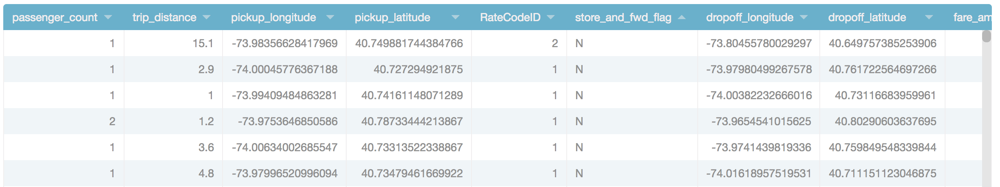 passenger_count trip_distance pickup_longitude pickup_latitude RateCodeID store_and_fwd_flag dropoff_longitude dropoff_latitude fare_am
1 15.1 -73.98356628417969 40.749881744384766 2 N -73.80455780029297 40.649757385253906
1 2.9 -74.00045776367188 40.727294921875 1 N -73.97980499267578 40.761722564697266
1 1 -73.99409484863281 40.74161148071289 1 N -74.00382232666016 40.73116683959961
2 1.2 -73.9753646850586 40.78733444213867 1 N -73.9654541015625 40.80290603637695
1 3.6 -74.00634002685547 40.73313522338867 1 N -73.9741439819336 40.759849548339844
1 4.8 -73.97996520996094 40.73479461669922 1 N -74.01618957519531 40.711151123046875